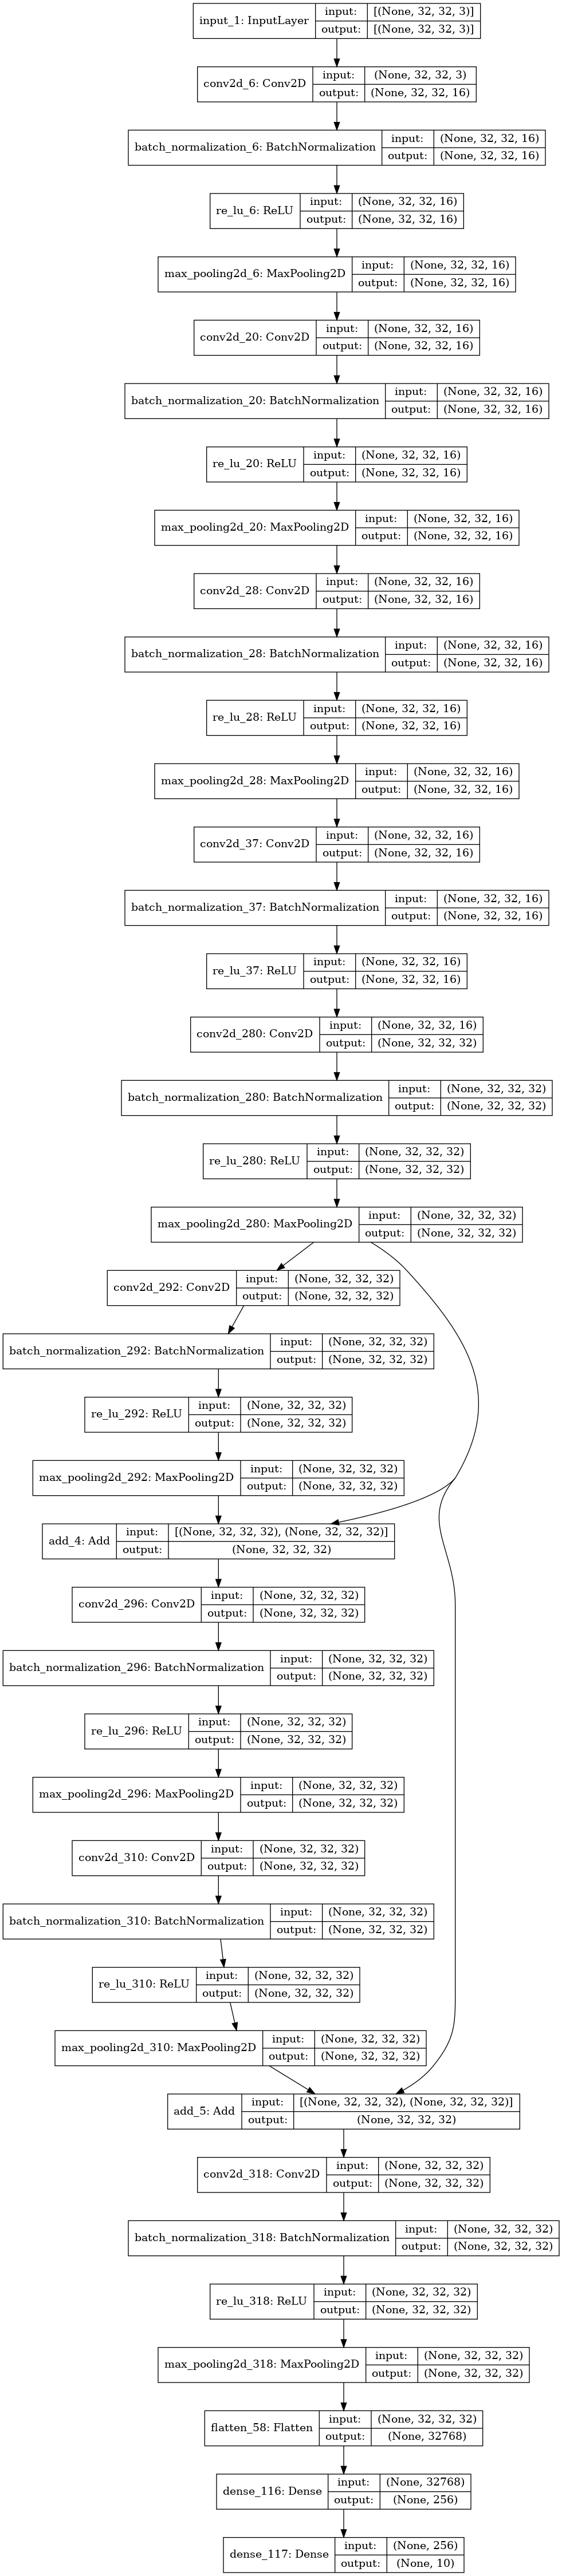 input_1: InputLayer input: [(None, 32, 32, 3)]
output: [(None, 32, 32, 3)]
conv2d_6: Conv2D input: (None, 32, 32, 3)
output: (None, 32, 32, 16)
batch_normalization_6: BatchNormalization input: (None, 32, 32, 16)
output: (None, 32, 32, 16)
re_lu_6: ReLU input: (None, 32, 32, 16)
output: (None, 32, 32, 16)
max_pooling2d_6: MaxPooling2D input: (None, 32, 32, 16)
output: (None, 32, 32, 16)
conv2d_20: Conv2D input: (None, 32, 32, 16)
output: (None, 32, 32, 16)
batch_normalization_20: BatchNormalization input: (None, 32, 32, 16)
output: (None, 32, 32, 16)
re_lu_20: ReLU input: (None, 32, 32, 16)
output: (None, 32, 32, 16)
max_pooling2d_20: MaxPooling2D input: (None, 32, 32, 16)
output: (None, 32, 32, 16)
conv2d_28: Conv2D input: (None, 32, 32, 16)
output: (None, 32, 32, 16)
batch_normalization_28: BatchNormalization input: (None, 32, 32, 16)
output: (None, 32, 32, 16)
re_lu_28: ReLU input: (None, 32, 32, 16)
output: (None, 32, 32, 16)
max_pooling2d_28: MaxPooling2D input: (None, 32, 32, 16)
output: (None, 32, 32, 16)
conv2d_37: Conv2D input: (None, 32, 32, 16)
output: (None, 32, 32, 16)
batch_normalization_37: BatchNormalization input: (None, 32, 32, 16)
output: (None, 32, 32, 16)
re_lu_37: ReLU input: (None, 32, 32, 16)
output: (None, 32, 32, 16)
conv2d_280: Conv2D input: (None, 32, 32, 16)
output: (None, 32, 32, 32)
batch_normalization_280: BatchNormalization input: (None, 32, 32, 32)
output: (None, 32, 32, 32)
re_lu_280: ReLU input: (None, 32, 32, 32)
output: (None, 32, 32, 32)
max_pooling2d_280: MaxPooling2D input: (None, 32, 32, 32)
output: (None, 32, 32, 32)
conv2d_292: Conv2D input: (None, 32, 32, 32)
output: (None, 32, 32, 32)
batch_normalization_292: BatchNormalization input: (None, 32, 32, 32)
output: (None, 32, 32, 32)
re_lu_292: ReLU input: (None, 32, 32, 32)
output: (None, 32, 32, 32)
max_pooling2d_292: MaxPooling2D input: (None, 32, 32, 32)
output: (None, 32, 32, 32)
add_4: Add input: [(None, 32, 32, 32), (None, 32, 32, 32)]
output: (None, 32, 32, 32)
conv2d_296: Conv2D input: (None, 32, 32, 32)
output: (None, 32, 32, 32)
batch_normalization_296: BatchNormalization input: (None, 32, 32, 32)
output: (None, 32, 32, 32)
re_lu_296: ReLU input: (None, 32, 32, 32)
output: (None, 32, 32, 32)
max_pooling2d_296: MaxPooling2D input: (None, 32, 32, 32)
output: (None, 32, 32, 32)
conv2d_310: Conv2D input: (None, 32, 32, 32)
output: (None, 32, 32, 32)
batch_normalization_310: BatchNormalization input: (None, 32, 32, 32)
output: (None, 32, 32, 32)
re_lu_310: ReLU input: (None, 32, 32, 32)
output: (None, 32, 32, 32)
max_pooling2d_310: MaxPooling2D input: (None, 32, 32, 32)
output: (None, 32, 32, 32)
add_5: Add input: [(None, 32, 32, 32), (None, 32, 32, 32)]
output: (None, 32, 32, 32)
conv2d_318: Conv2D input: (None, 32, 32, 32)
output: (None, 32, 32, 32)
batch_normalization_318: BatchNormalization input: (None, 32, 32, 32)
output: (None, 32, 32, 32)
re_lu_318: ReLU input: (None, 32, 32, 32)
output: (None, 32, 32, 32)
max_pooling2d_318: MaxPooling2D input: (None, 32, 32, 32)
output: (None, 32, 32, 32)
flatten_58: Flatten input: (None, 32, 32, 32)
output: (None, 32768)
dense_116: Dense input: (None, 32768)
output: (None, 256)
dense_117: Dense input: (None, 256)
output: (None, 10)